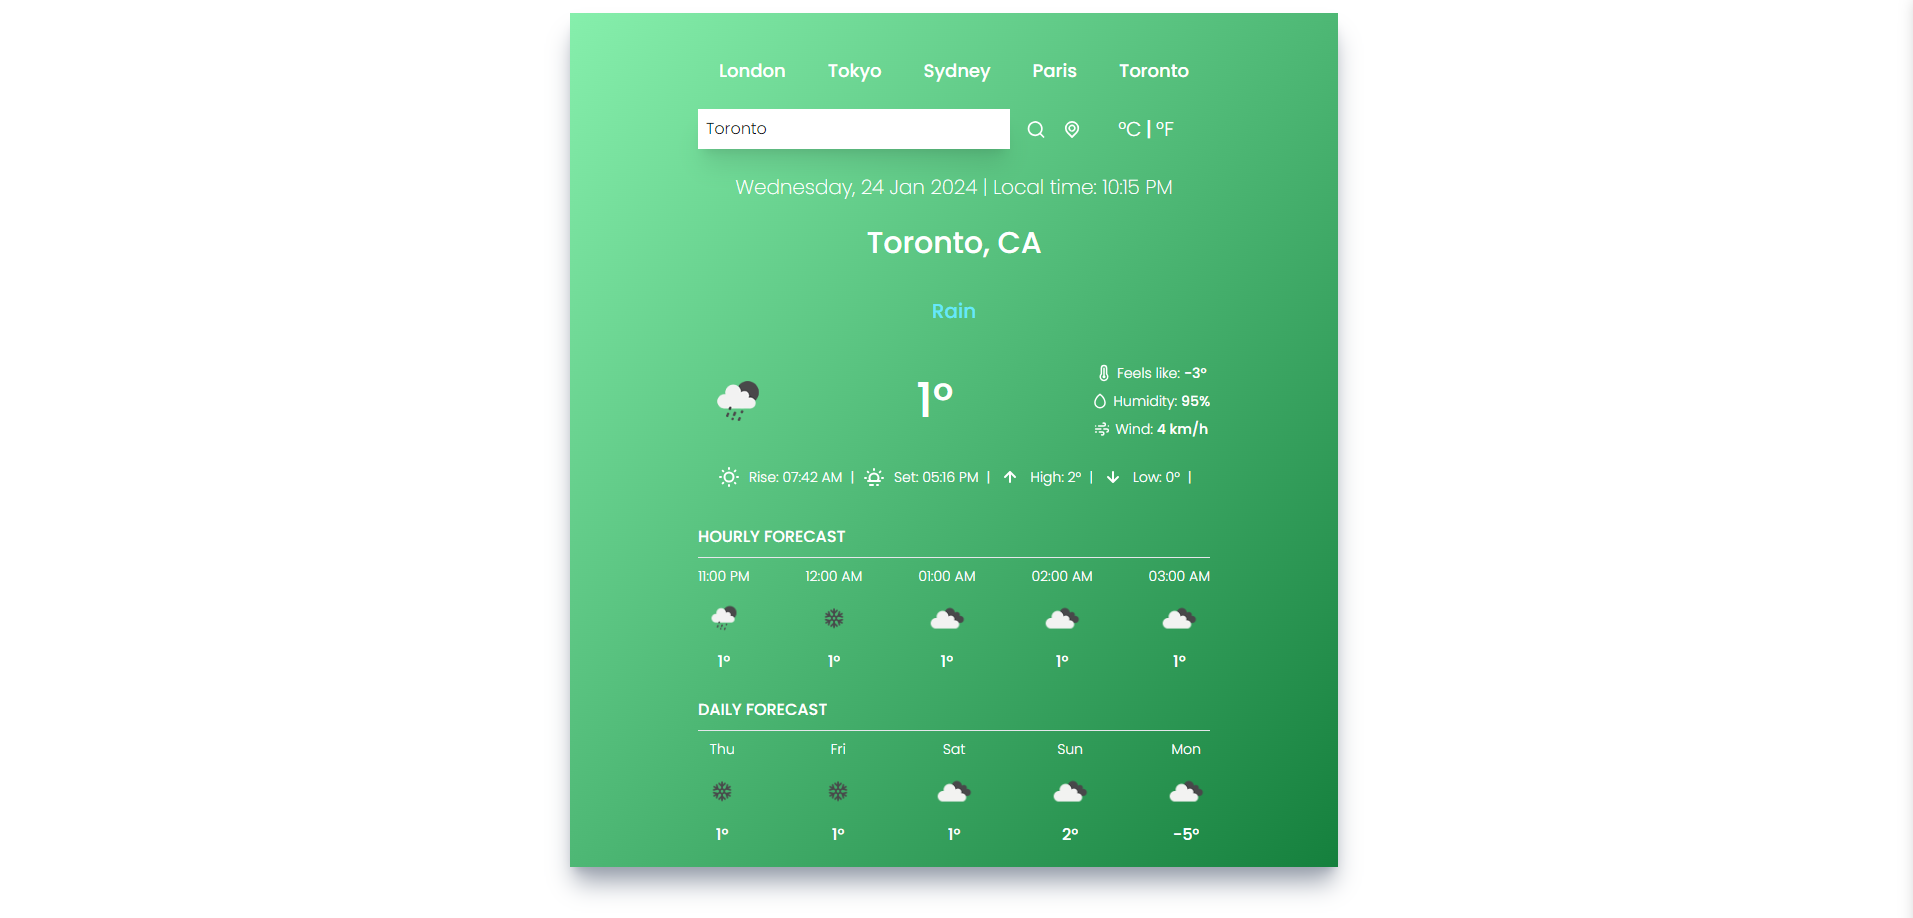 London Tokyo Sydney Paris Toronto
Toronto °C | °F
Wednesday, 24 Jan 2024 | Local time: 10:15 PM
Toronto, CA
Rain
1°
Feels like: -3°
Humidity: 95%
Wind: 4 km/h
Rise: 07:42 AM | Set: 05:16 PM | High: 2° | Low: 0° |
HOURLY FORECAST
11:00 PM 12:00 AM 01:00 AM 02:00 AM 03:00 AM
1° 1° 1° 1° 1°
DAILY FORECAST
Thu Fri Sat Sun Mon
1° 1° 1° 2° -5°